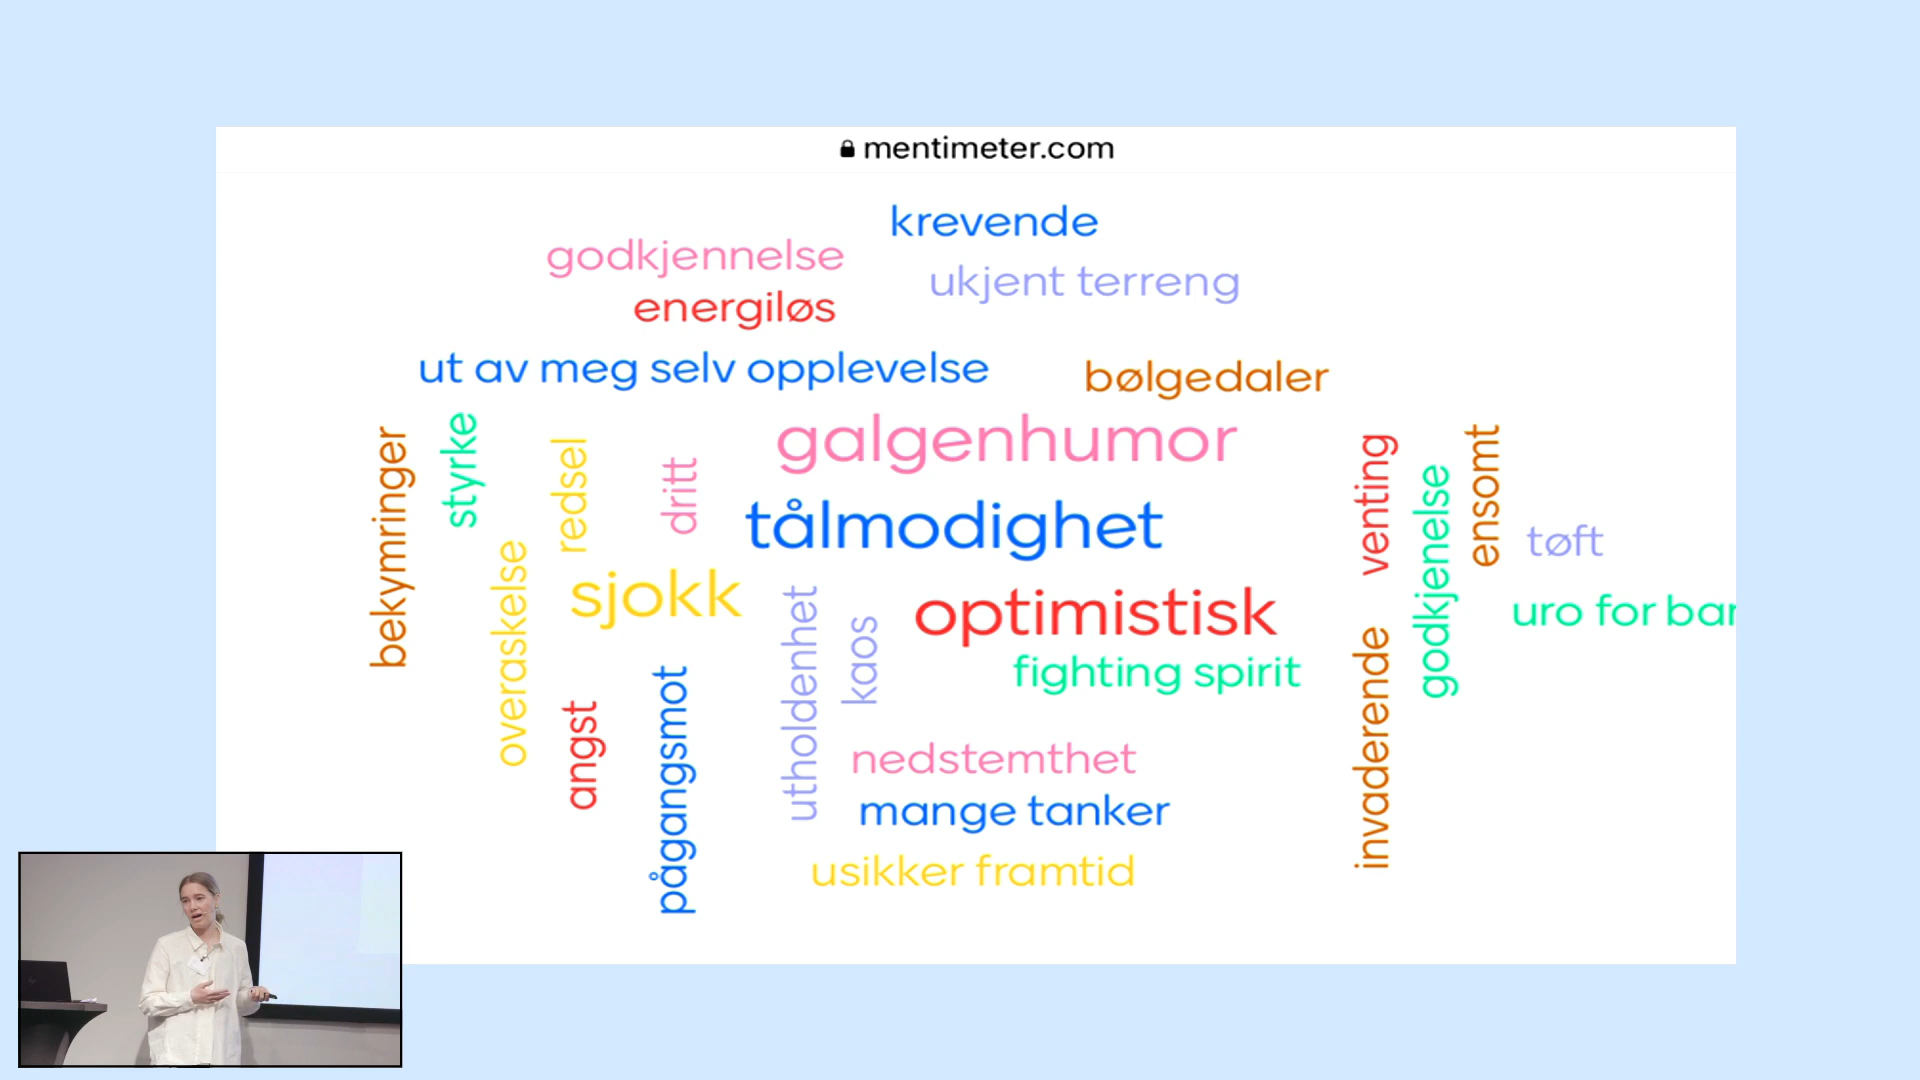 mentimeter.com
krevende
godkjennelse
ukjent terreng
energiløs
ut av meg selv opplevelse
bølgedaler
galgenhumor
tålmodighet
sjokk
optimistisk
fighting spirit
nedstemthet
mange tanker
usikker framtid
bekymringer
styrke
overaskelse
redsel
angst
dritt
pågangsmot
utholdenhet
kaos
venting
invaderende
godkjenelse
ensomt
tøft
uro for bar